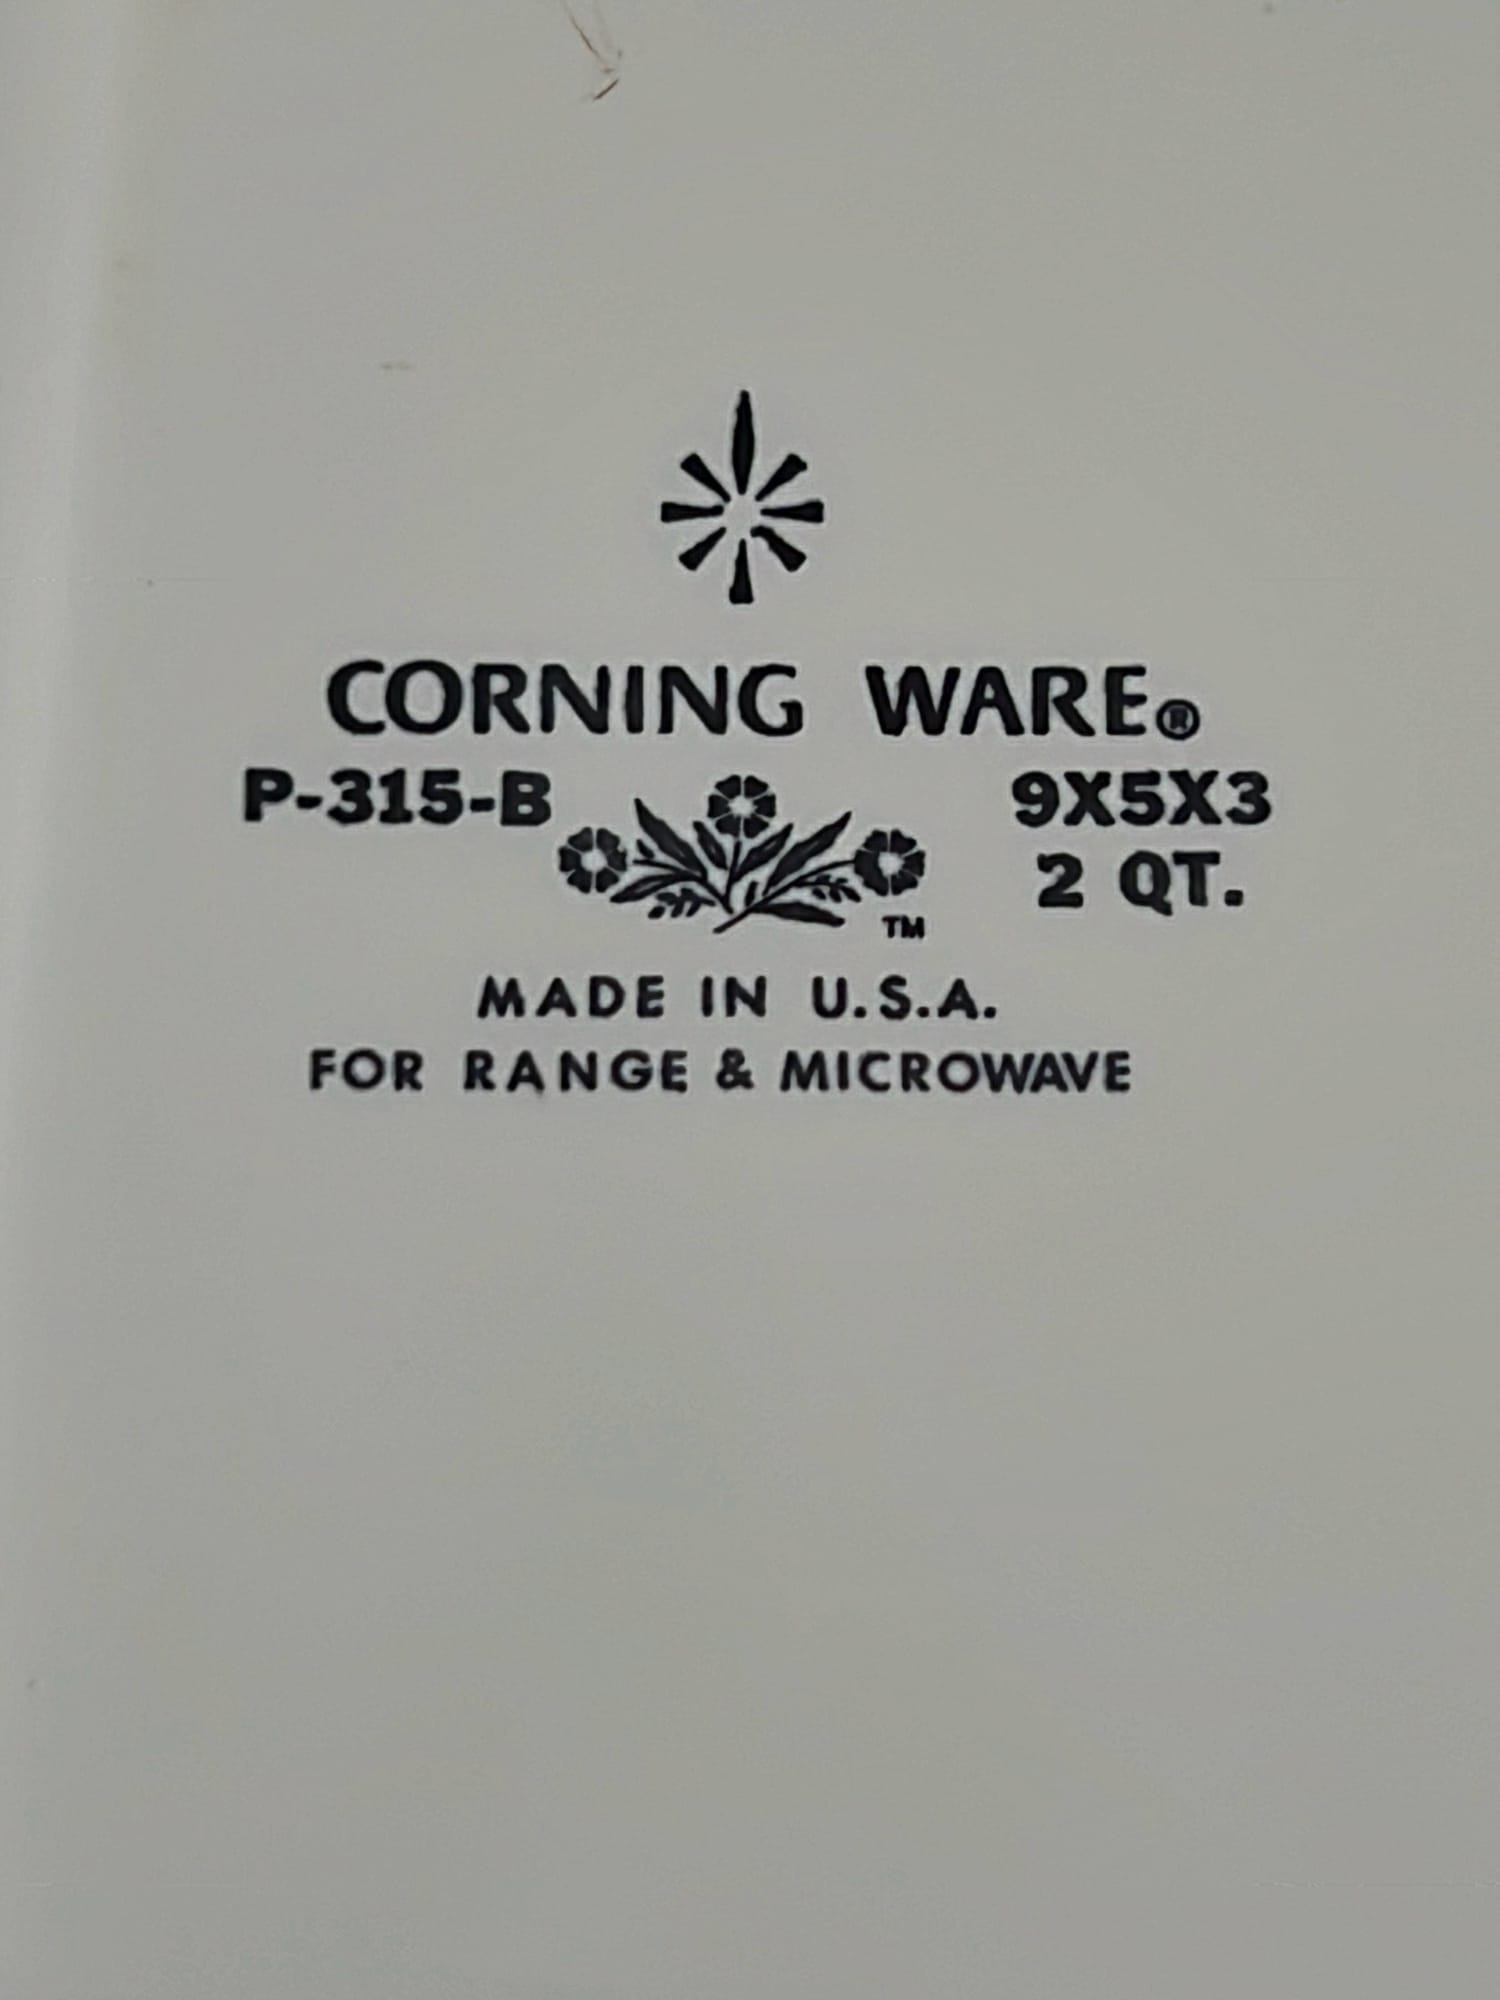 CORNING WARE®
P-315-B 9X5X3
2 QT.
TM
MADE IN U.S.A.
FOR RANGE & MICROWAVE